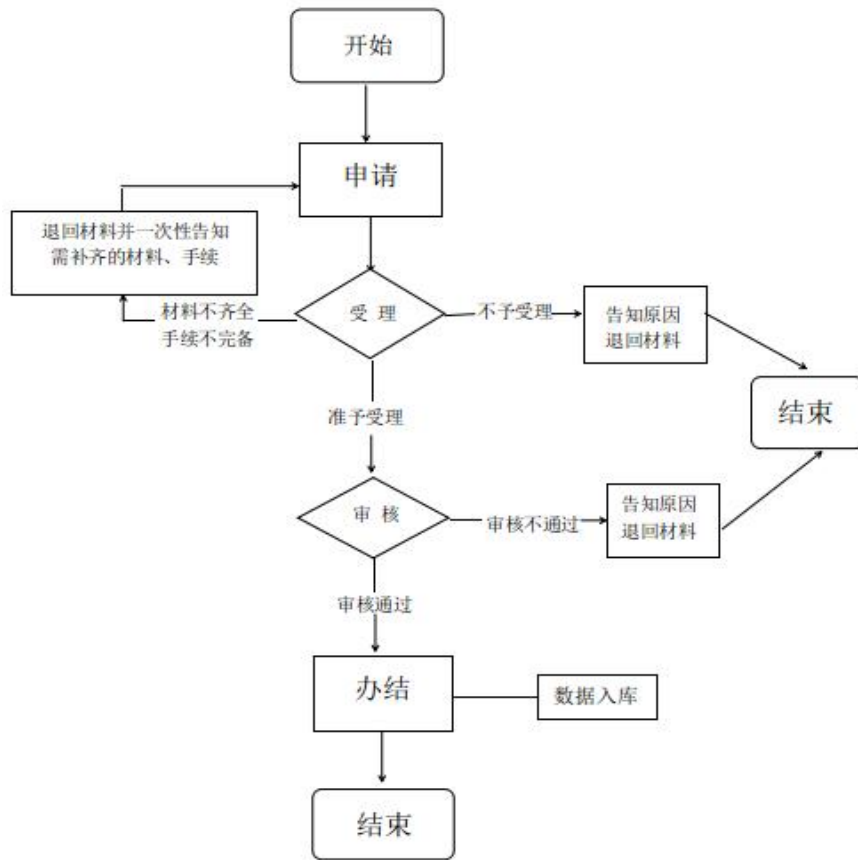 开始
申请
退回材料并一次性告知
需补齐的材料、手续
材料不齐全
手续不完备
受 理
不予受理
告知原因
退回材料
结束
准予受理
审 核
审核不通过
告知原因
退回材料
审核通过
办结
数据入库
结束